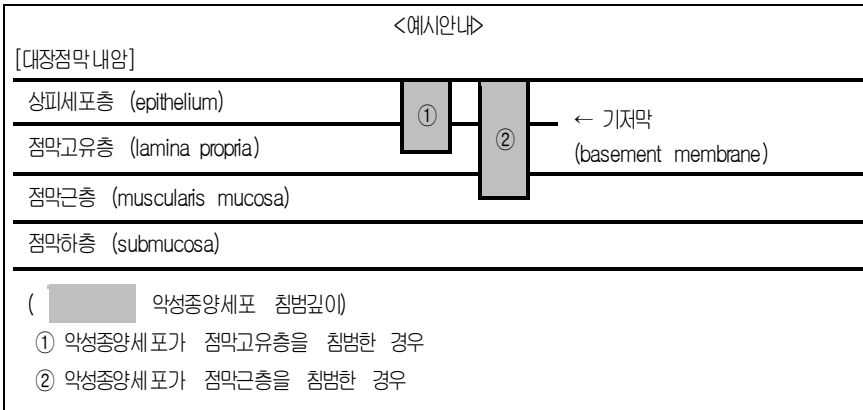 <예시안내>
[대장점막내암]
상피세포층 (epithelium)
①
②
← 기저막
점막고유층 (lamina propria)
(basement membrane)
점막근층 (muscularis mucosa)
점막하층 (submucosa)
( 악성종양세포 침범깊이)
① 악성종양세포가 점막고유층을 침범한 경우
② 악성종양세포가 점막근층을 침범한 경우